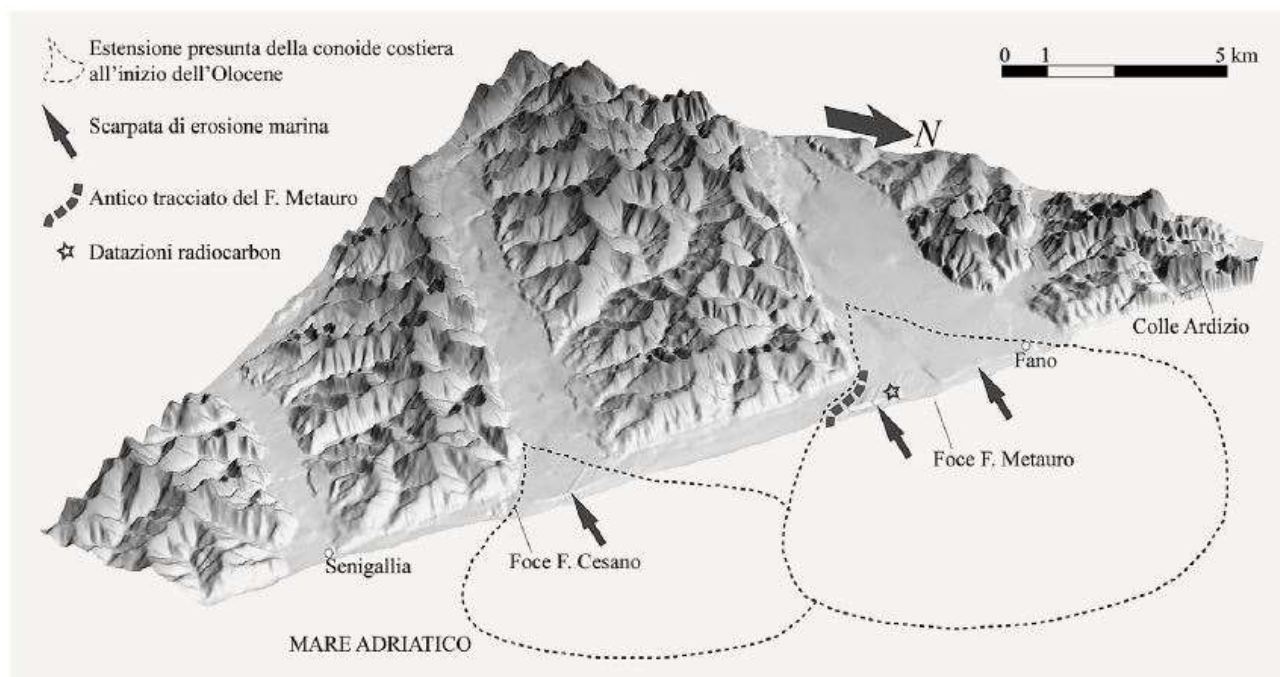 Estensione presunta della conoide costiera
all'inizio dell'Olocene
Scarpata di erosione marina
Antico tracciato del F. Metauro
Datazioni radiocarbon
0 1 5 km
N
Colle Ardizio
Fano
Foce F. Metauro
Foce F. Cesano
Senigallia
MARE ADRIATICO